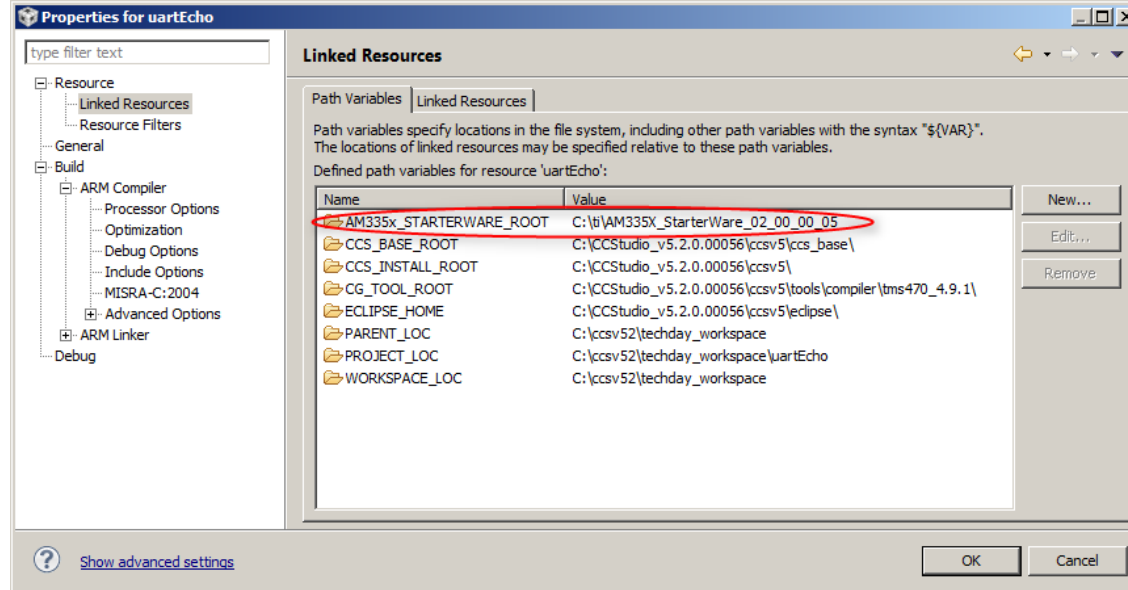 Properties for uartEcho
type filter text
Resource
Linked Resources
Resource Filters
General
Build
ARM Compiler
Processor Options
Optimization
Debug Options
Include Options
MISRA-C:2004
Advanced Options
ARM Linker
Debug
Linked Resources
Path Variables Linked Resources
Path variables specify locations in the file system, including other path variables with the syntax "${VAR}".
The locations of linked resources may be specified relative to these path variables.
Defined path variables for resource 'uartEcho':
Name Value
AM335x_STARTERWARE_ROOT C:\ti\AM335X_StarterWare_02_00_00_05
CCS_BASE_ROOT C:\CCStudio_v5.2.0.00056\ccsv5\ccs_base\
CCS_INSTALL_ROOT C:\CCStudio_v5.2.0.00056\ccsv5\
CG_TOOL_ROOT C:\CCStudio_v5.2.0.00056\ccsv5\tools\compiler\tms470_4.9.1\
ECLIPSE_HOME C:\CCStudio_v5.2.0.00056\ccsv5\eclipse\
PARENT_LOC C:\ccsv52\techday_workspace
PROJECT_LOC C:\ccsv52\techday_workspace\uartEcho
WORKSPACE_LOC C:\ccsv52\techday_workspace
New...
Edit...
Remove
Show advanced settings
OK Cancel